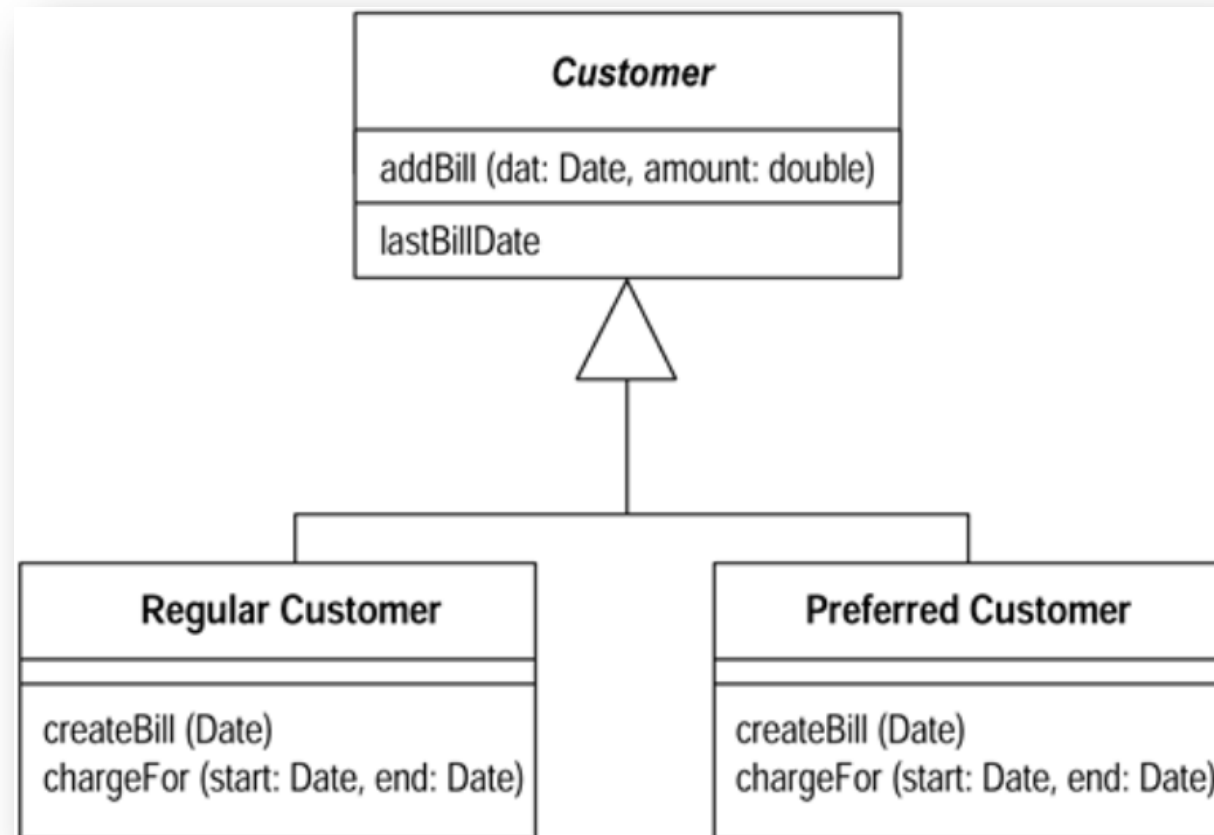 Customer
addBill (dat: Date, amount: double)
lastBillDate
Regular Customer
createBill (Date)
chargeFor (start: Date, end: Date)
Preferred Customer
createBill (Date)
chargeFor (start: Date, end: Date)